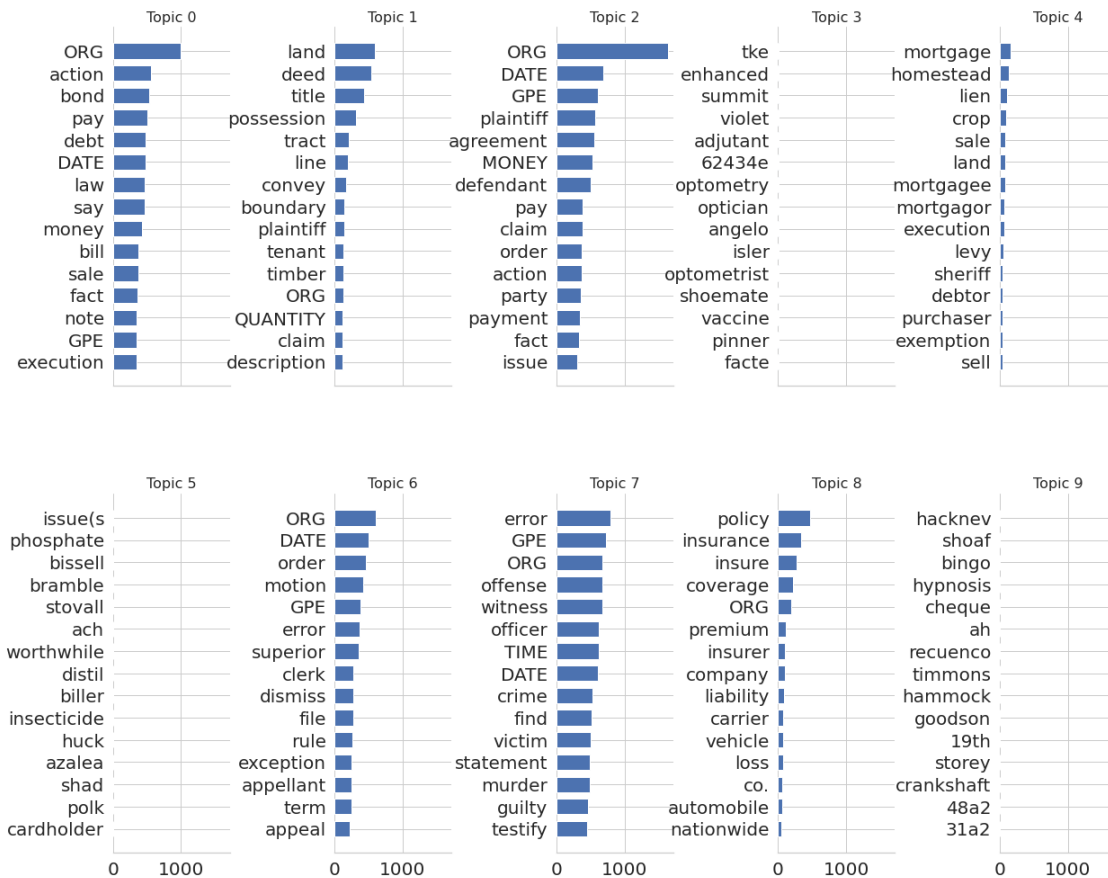 Topic 0
ORG
action
bond
pay
debt
DATE
law
say
money
bill
sale
fact
note
GPE
execution
Topic 1
land
deed
title
possession
tract
line
convey
boundary
plaintiff
tenant
timber
ORG
QUANTITY
claim
description
Topic 2
ORG
DATE
GPE
plaintiff
agreement
MONEY
defendant
pay
claim
order
action
party
payment
fact
issue
Topic 3
tke
enhanced
summit
violet
adjutant
62434e
optometry
optician
angelo
isler
optometrist
shoemate
vaccine
pinner
facte
Topic 4
mortgage
homestead
lien
crop
sale
land
mortgagee
mortgagor
execution
levy
sheriff
debtor
purchaser
exemption
sell
Topic 5
issue(s
phosphate
bissell
bramble
stovall
ach
worthwhile
distil
biller
insecticide
huck
azalea
shad
polk
cardholder
0 1000
Topic 6
ORG
DATE
order
motion
GPE
error
superior
clerk
dismiss
file
rule
exception
appellant
term
appeal
0 1000
Topic 7
error
GPE
ORG
offense
witness
officer
TIME
DATE
crime
find
victim
statement
murder
guilty
testify
0 1000
Topic 8
policy
insurance
insure
coverage
ORG
premium
insurer
company
liability
carrier
vehicle
loss
co.
automobile
nationwide
0 1000
Topic 9
hacknev
shoaf
bingo
hypnosis
cheque
ah
recuenco
timmons
hammock
goodson
19th
storey
crankshaft
48a2
31a2
0 1000